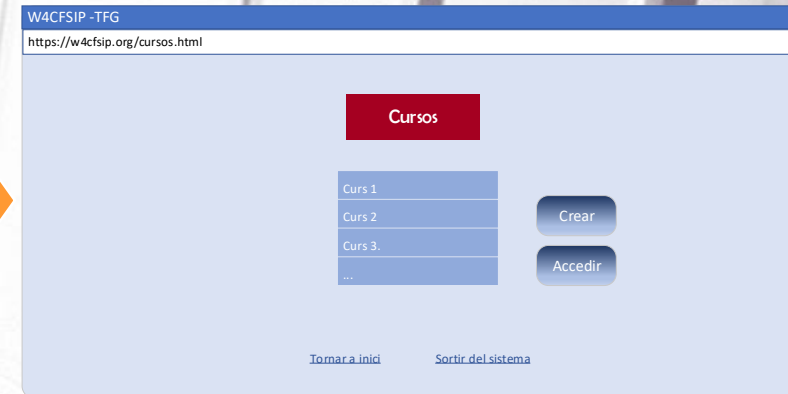 W4CFSIP -TFG
https://w4cfsip.org/cursos.html
Cursos
Curs 1
Curs 2
Curs 3.
...
Crear
Accedir
Tornar a inici
Sortir del sistema